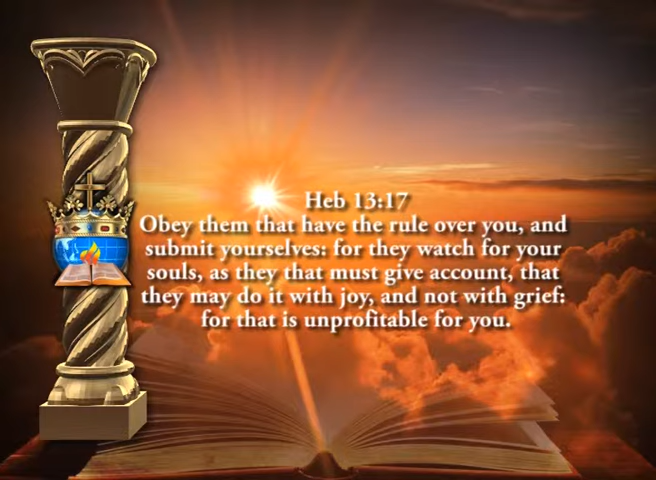 Heb 13:17
Obey them that have the rule over you, and
submit yourselves: for they watch for your
souls, as they that must give account, that
they may do it with joy, and not with grief:
for that is unprofitable for you.